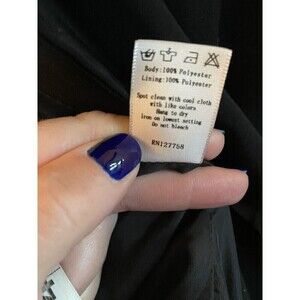 Body:100% Polyester
Lining:100% Polyester
Spot clean with cool cloth
with like colors
Hang to dry
iron on lowest setting
Do not bleach
RN127758